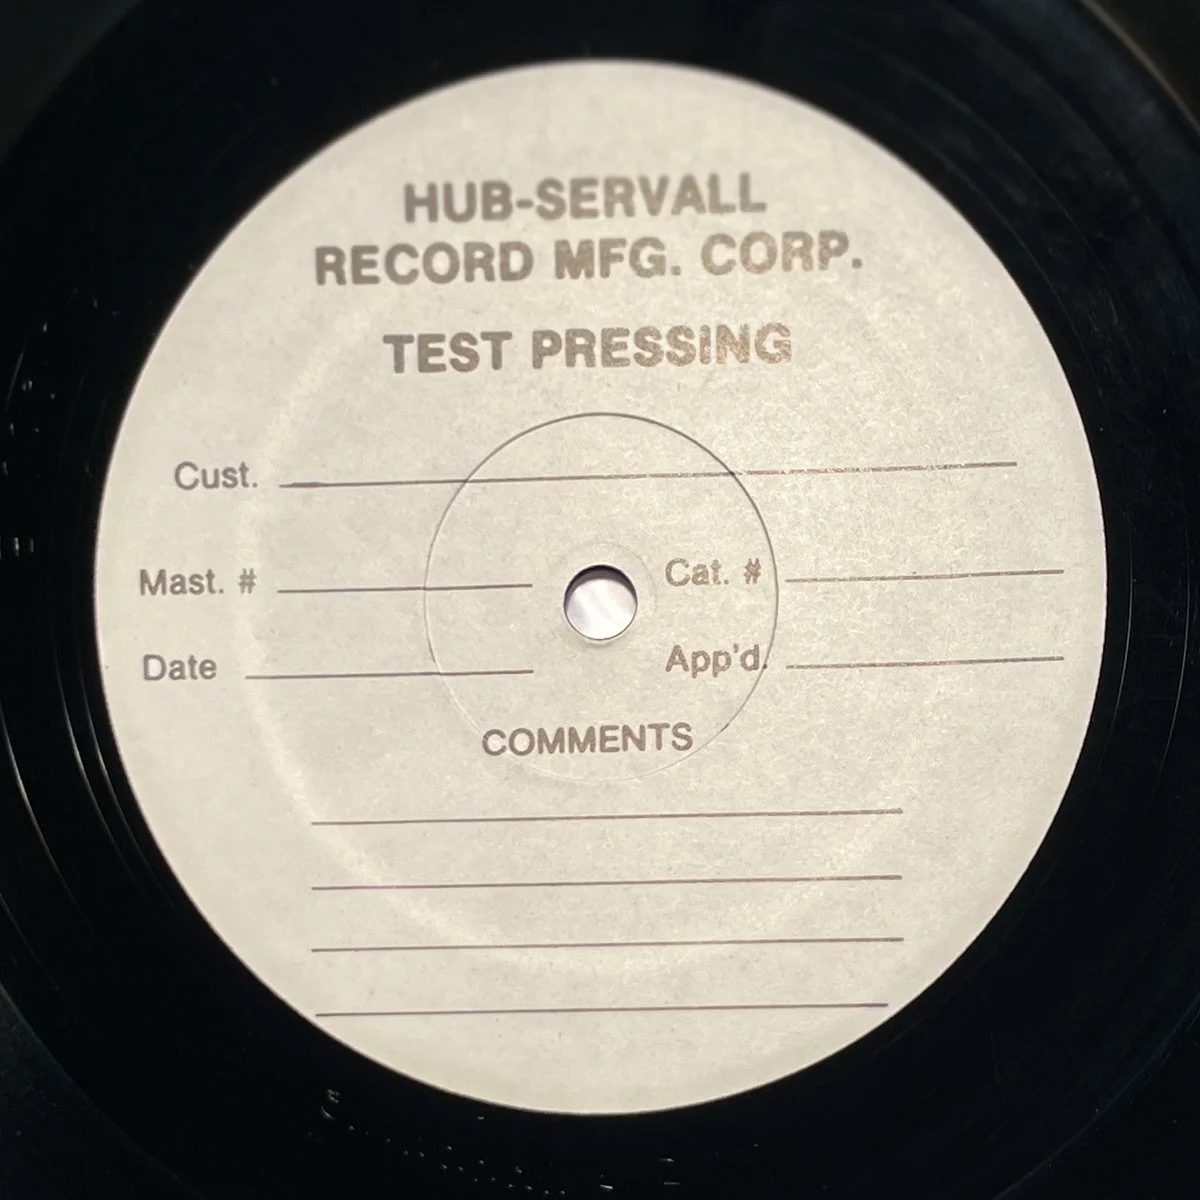 HUB-SERVALL
RECORD MFG. CORP.
TEST PRESSING
Cust.
Mast. #
Cat. #
Date
App'd.
COMMENTS